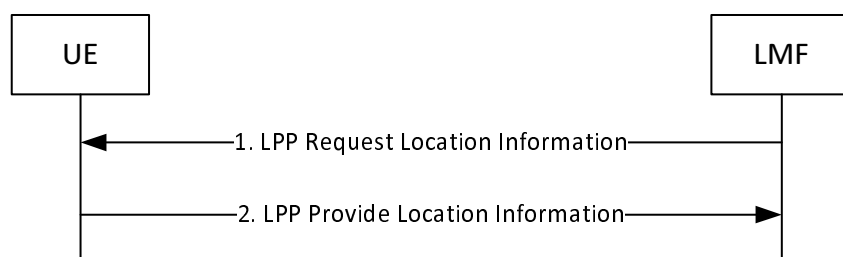 UE
LMF
1. LPP Request Location Information
2. LPP Provide Location Information